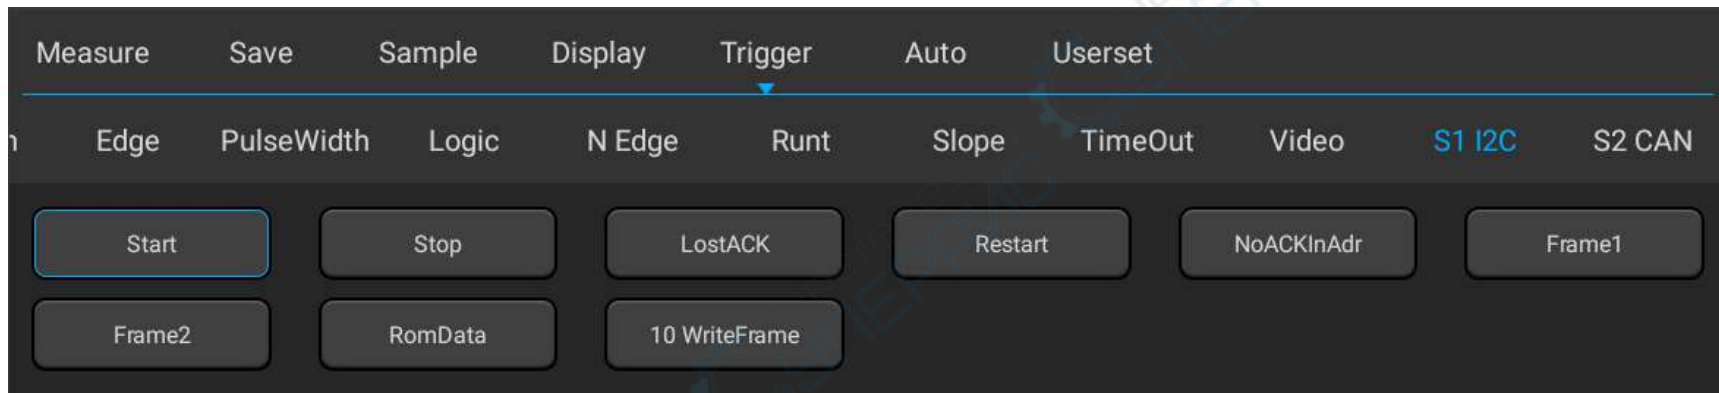 Measure Save Sample Display Trigger Auto Userset
Edge PulseWidth Logic N Edge Runt Slope TimeOut Video S1 I2C S2 CAN
Start Stop LostACK Restart NoACKInAdr Frame1
Frame2 RomData 10 WriteFrame